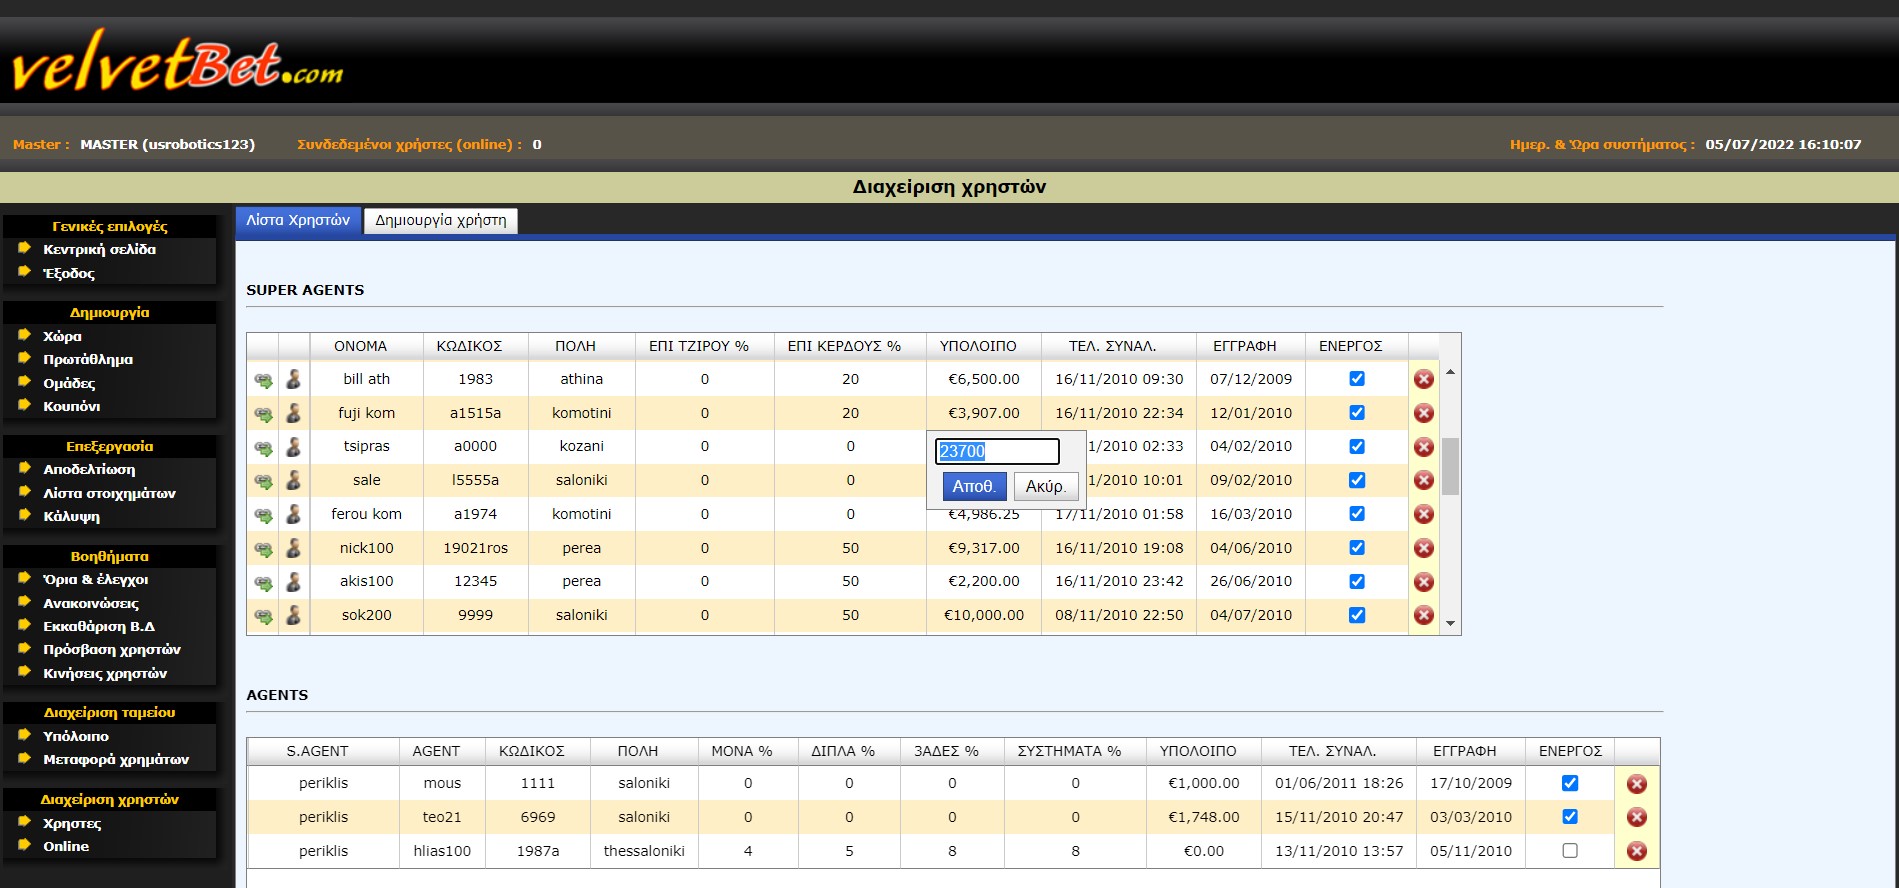 velvetBet.com
Master : MASTER (usrobotics123) Συνδεδεμένοι χρήστες (online) : 0 Ημερ. & Ώρα συστήματος : 05/07/2022 16:10:07
Διαχείριση χρηστών
Γενικές επιλογές
Κεντρική σελίδα
Έξοδος
Δημιουργία
Χώρα
Πρωτάθλημα
Ομάδες
Κουπόνι
Επεξεργασία
Αποδελτίωση
Λίστα στοιχημάτων
Κάλυψη
Βοηθήματα
Όρια & έλεγχοι
Ανακοινώσεις
Εκκαθάριση Β.Δ
Πρόσβαση χρηστών
Κινήσεις χρηστών
Διαχείριση ταμείου
Υπόλοιπο
Μεταφορά χρημάτων
Διαχείριση χρηστών
Χρηστες
Online
Λίστα Χρηστών Δημιουργία χρήστη
SUPER AGENTS
ΟΝΟΜΑ ΚΩΔΙΚΟΣ ΠΟΛΗ ΕΠΙ ΤΖΙΡΟΥ % ΕΠΙ ΚΕΡΔΟΥΣ % ΥΠΟΛΟΙΠΟ ΤΕΛ. ΣΥΝΑΛ. ΕΓΓΡΑΦΗ ΕΝΕΡΓΟΣ
bill ath 1983 athina 0 20 €6,500.00 16/11/2010 09:30 07/12/2009
fuji kom a1515a komotini 0 20 €3,907.00 16/11/2010 22:34 12/01/2010
tsipras a0000 kozani 0 0 23700 1/2010 02:33 04/02/2010
sale l5555a saloniki 0 0 Αποθ. Ακύρ. 1/2010 10:01 09/02/2010
ferou kom a1974 komotini 0 0 €4,986.25 17/11/2010 01:58 16/03/2010
nick100 19021ros perea 0 50 €9,317.00 16/11/2010 19:08 04/06/2010
akis100 12345 perea 0 50 €2,200.00 16/11/2010 23:42 26/06/2010
sok200 9999 saloniki 0 50 €10,000.00 08/11/2010 22:50 04/07/2010
AGENTS
S.AGENT AGENT ΚΩΔΙΚΟΣ ΠΟΛΗ ΜΟΝΑ % ΔΙΠΛΑ % 3ΑΔΕΣ % ΣΥΣΤΗΜΑΤΑ % ΥΠΟΛΟΙΠΟ ΤΕΛ. ΣΥΝΑΛ. ΕΓΓΡΑΦΗ ΕΝΕΡΓΟΣ
periklis mous 1111 saloniki 0 0 0 0 €1,000.00 01/06/2011 18:26 17/10/2009
periklis teo21 6969 saloniki 0 0 0 0 €1,748.00 15/11/2010 20:47 03/03/2010
periklis hlias100 1987a thessaloniki 4 5 8 8 €0.00 13/11/2010 13:57 05/11/2010